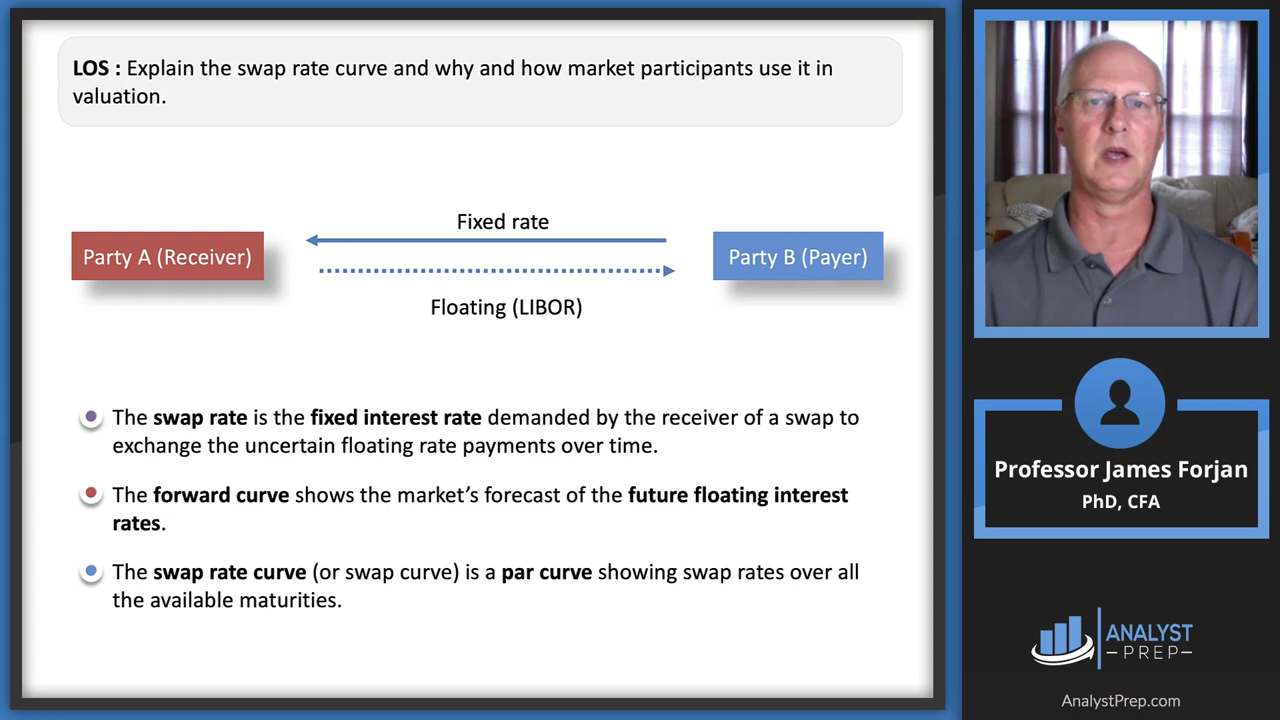 LOS : Explain the swap rate curve and why and how market participants use it in
valuation.
Fixed rate
Party A (Receiver)
Party B (Payer)
Floating (LIBOR)
The swap rate is the fixed interest rate demanded by the receiver of a swap to
exchange the uncertain floating rate payments over time.
The forward curve shows the market’s forecast of the future floating interest
rates.
The swap rate curve (or swap curve) is a par curve showing swap rates over all
the available maturities.
Professor James Forjan
PhD, CFA
ANALYST
—PREP—
AnalystPrep.com